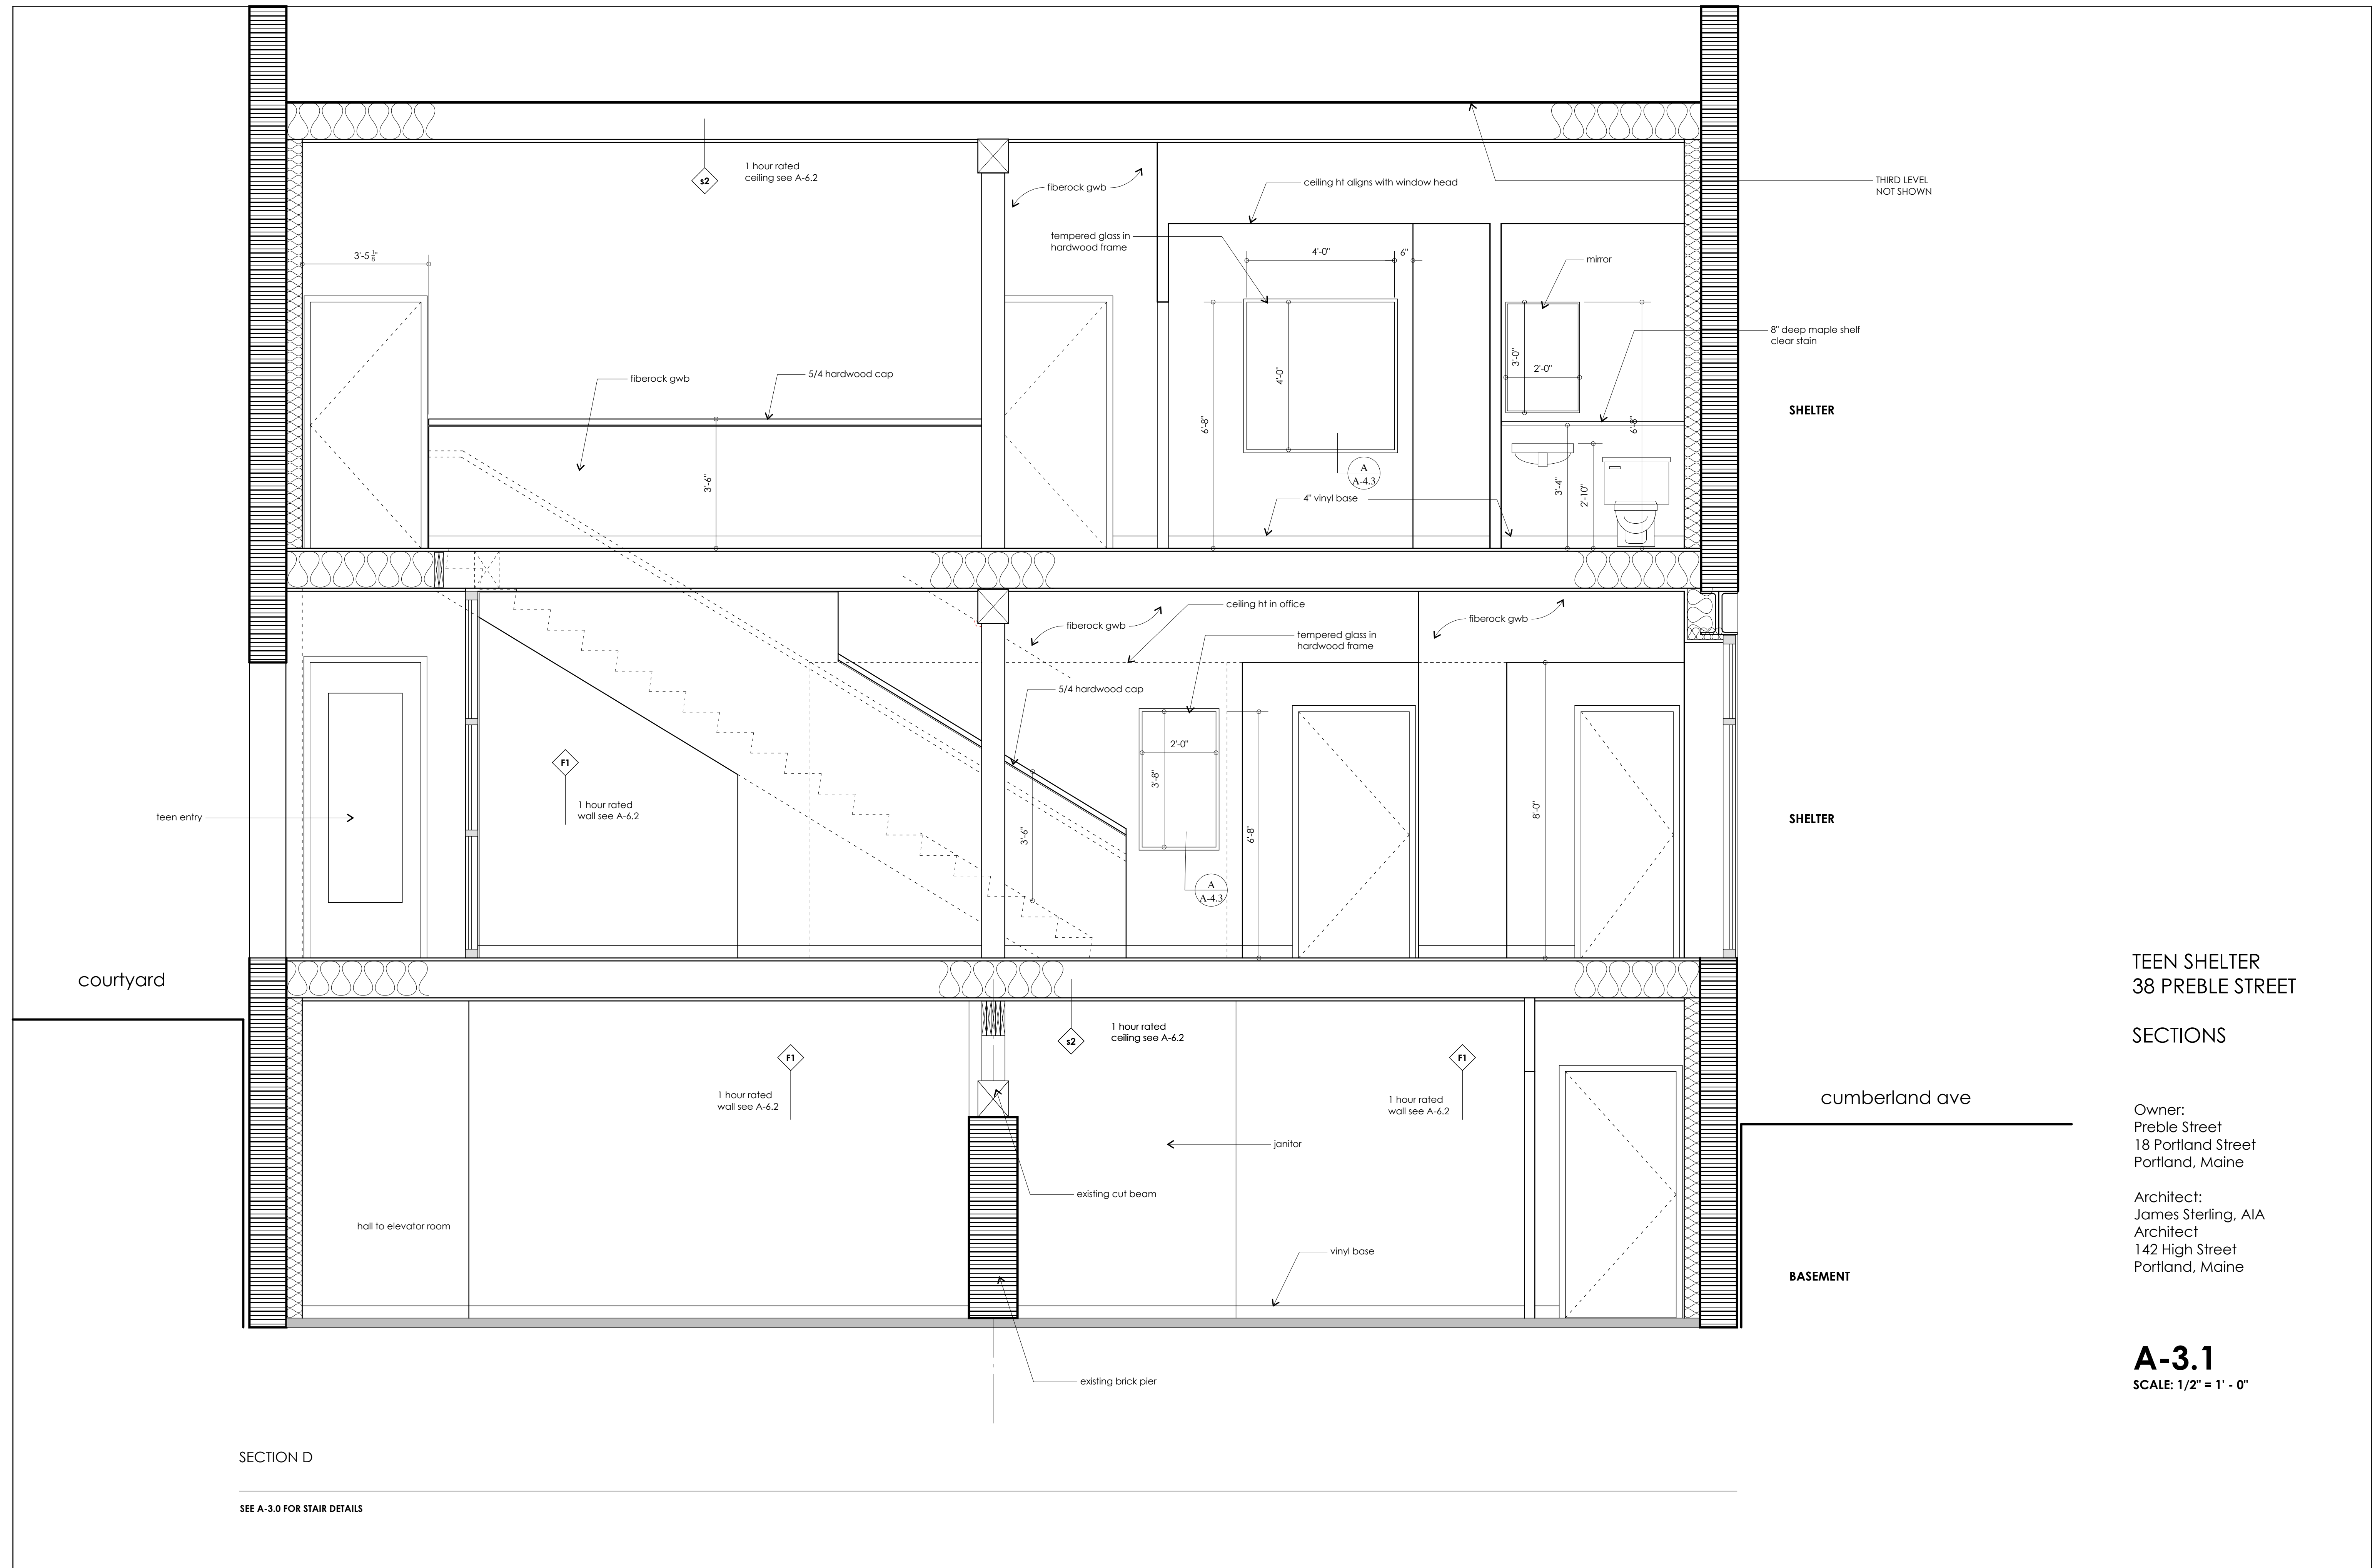 1 hour rated
ceiling see A-6.2
s2
fiberock gwb
ceiling ht aligns with window head
THIRD LEVEL
NOT SHOWN
tempered glass in
hardwood frame
3'-5 1/8"
4'-0"
6"
mirror
8" deep maple shelf
clear stain
3'-0"
2'-0"
4'-0"
fiberock gwb
5/4 hardwood cap
SHELTER
6'-8"
6'-8"
3'-6"
A
A-4.3
4" vinyl base
3'-4"
2'-10"
ceiling ht in office
fiberock gwb
fiberock gwb
tempered glass in
hardwood frame
5/4 hardwood cap
2'-0"
3'-8"
F1
1 hour rated
wall see A-6.2
8'-0"
6'-8"
3'-6"
teen entry
SHELTER
A
A-4.3
courtyard
1 hour rated
ceiling see A-6.2
s2
F1
F1
1 hour rated
wall see A-6.2
1 hour rated
wall see A-6.2
cumberland ave
janitor
existing cut beam
hall to elevator room
vinyl base
BASEMENT
existing brick pier
SECTION D
SEE A-3.0 FOR STAIR DETAILS
TEEN SHELTER
38 PREBLE STREET
SECTIONS
Owner:
Preble Street
18 Portland Street
Portland, Maine
Architect:
James Sterling, AIA
Architect
142 High Street
Portland, Maine
A-3.1
SCALE: 1/2" = 1' - 0"